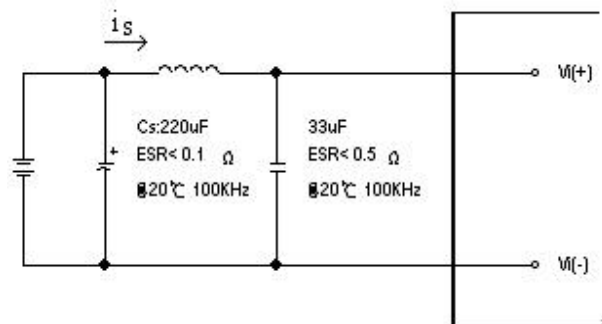 is
Vi(+)
Cs:220uF
ESR<0.1 Ω
@20℃ 100KHz
33uF
ESR<0.5 Ω
@20℃ 100KHz
+
Vi(-)